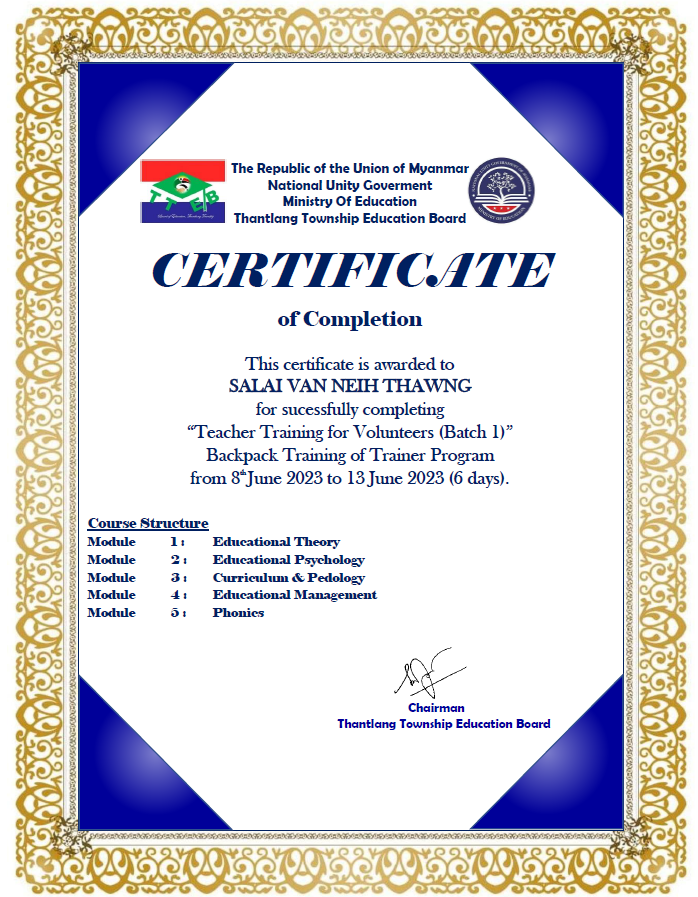 The Republic of the Union of Myanmar
National Unity Goverment
Ministry Of Education
Thantlang Township Education Board
TTEB
CERTIFICATE
of Completion
This certificate is awarded to
SALAI VAN NEIH THAWNG
for sucessfully completing
“Teacher Training for Volunteers (Batch 1)”
Backpack Training of Trainer Program
from 8th June 2023 to 13 June 2023 (6 days).
Course Structure
Module 1 : Educational Theory
Module 2 : Educational Psychology
Module 3 : Curriculum & Pedology
Module 4 : Educational Management
Module 5 : Phonics
Chairman
Thantlang Township Education Board